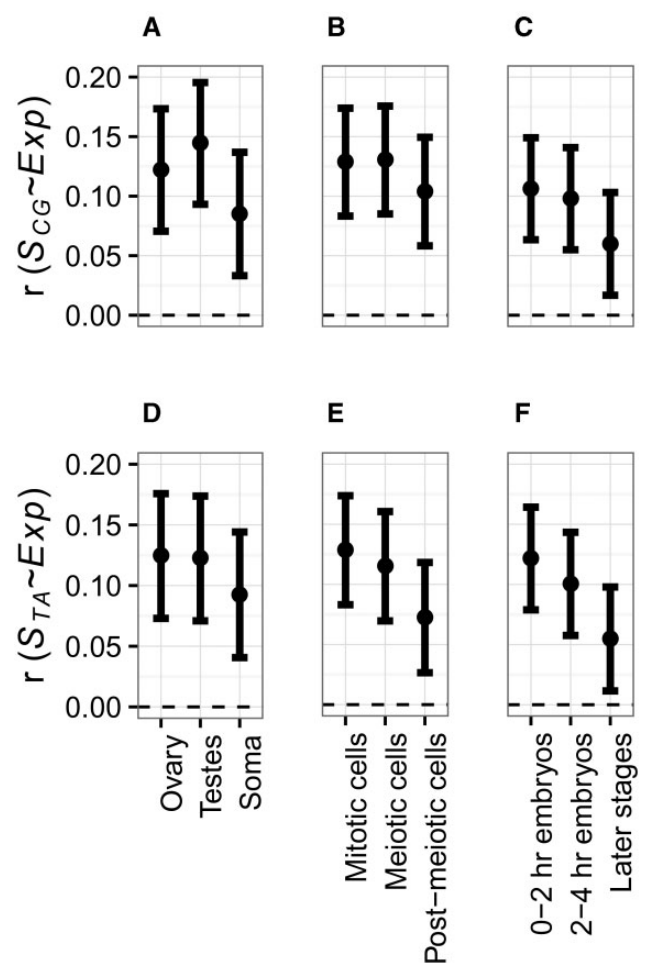 A B C
r (S_CG~Exp)
0.20
0.15
0.10
0.05
0.00
D E F
r (S_TA~Exp)
0.20
0.15
0.10
0.05
0.00
Ovary
Testes
Soma
Mitotic cells
Meiotic cells
Post−meiotic cells
0−2 hr embryos
2−4 hr embryos
Later stages